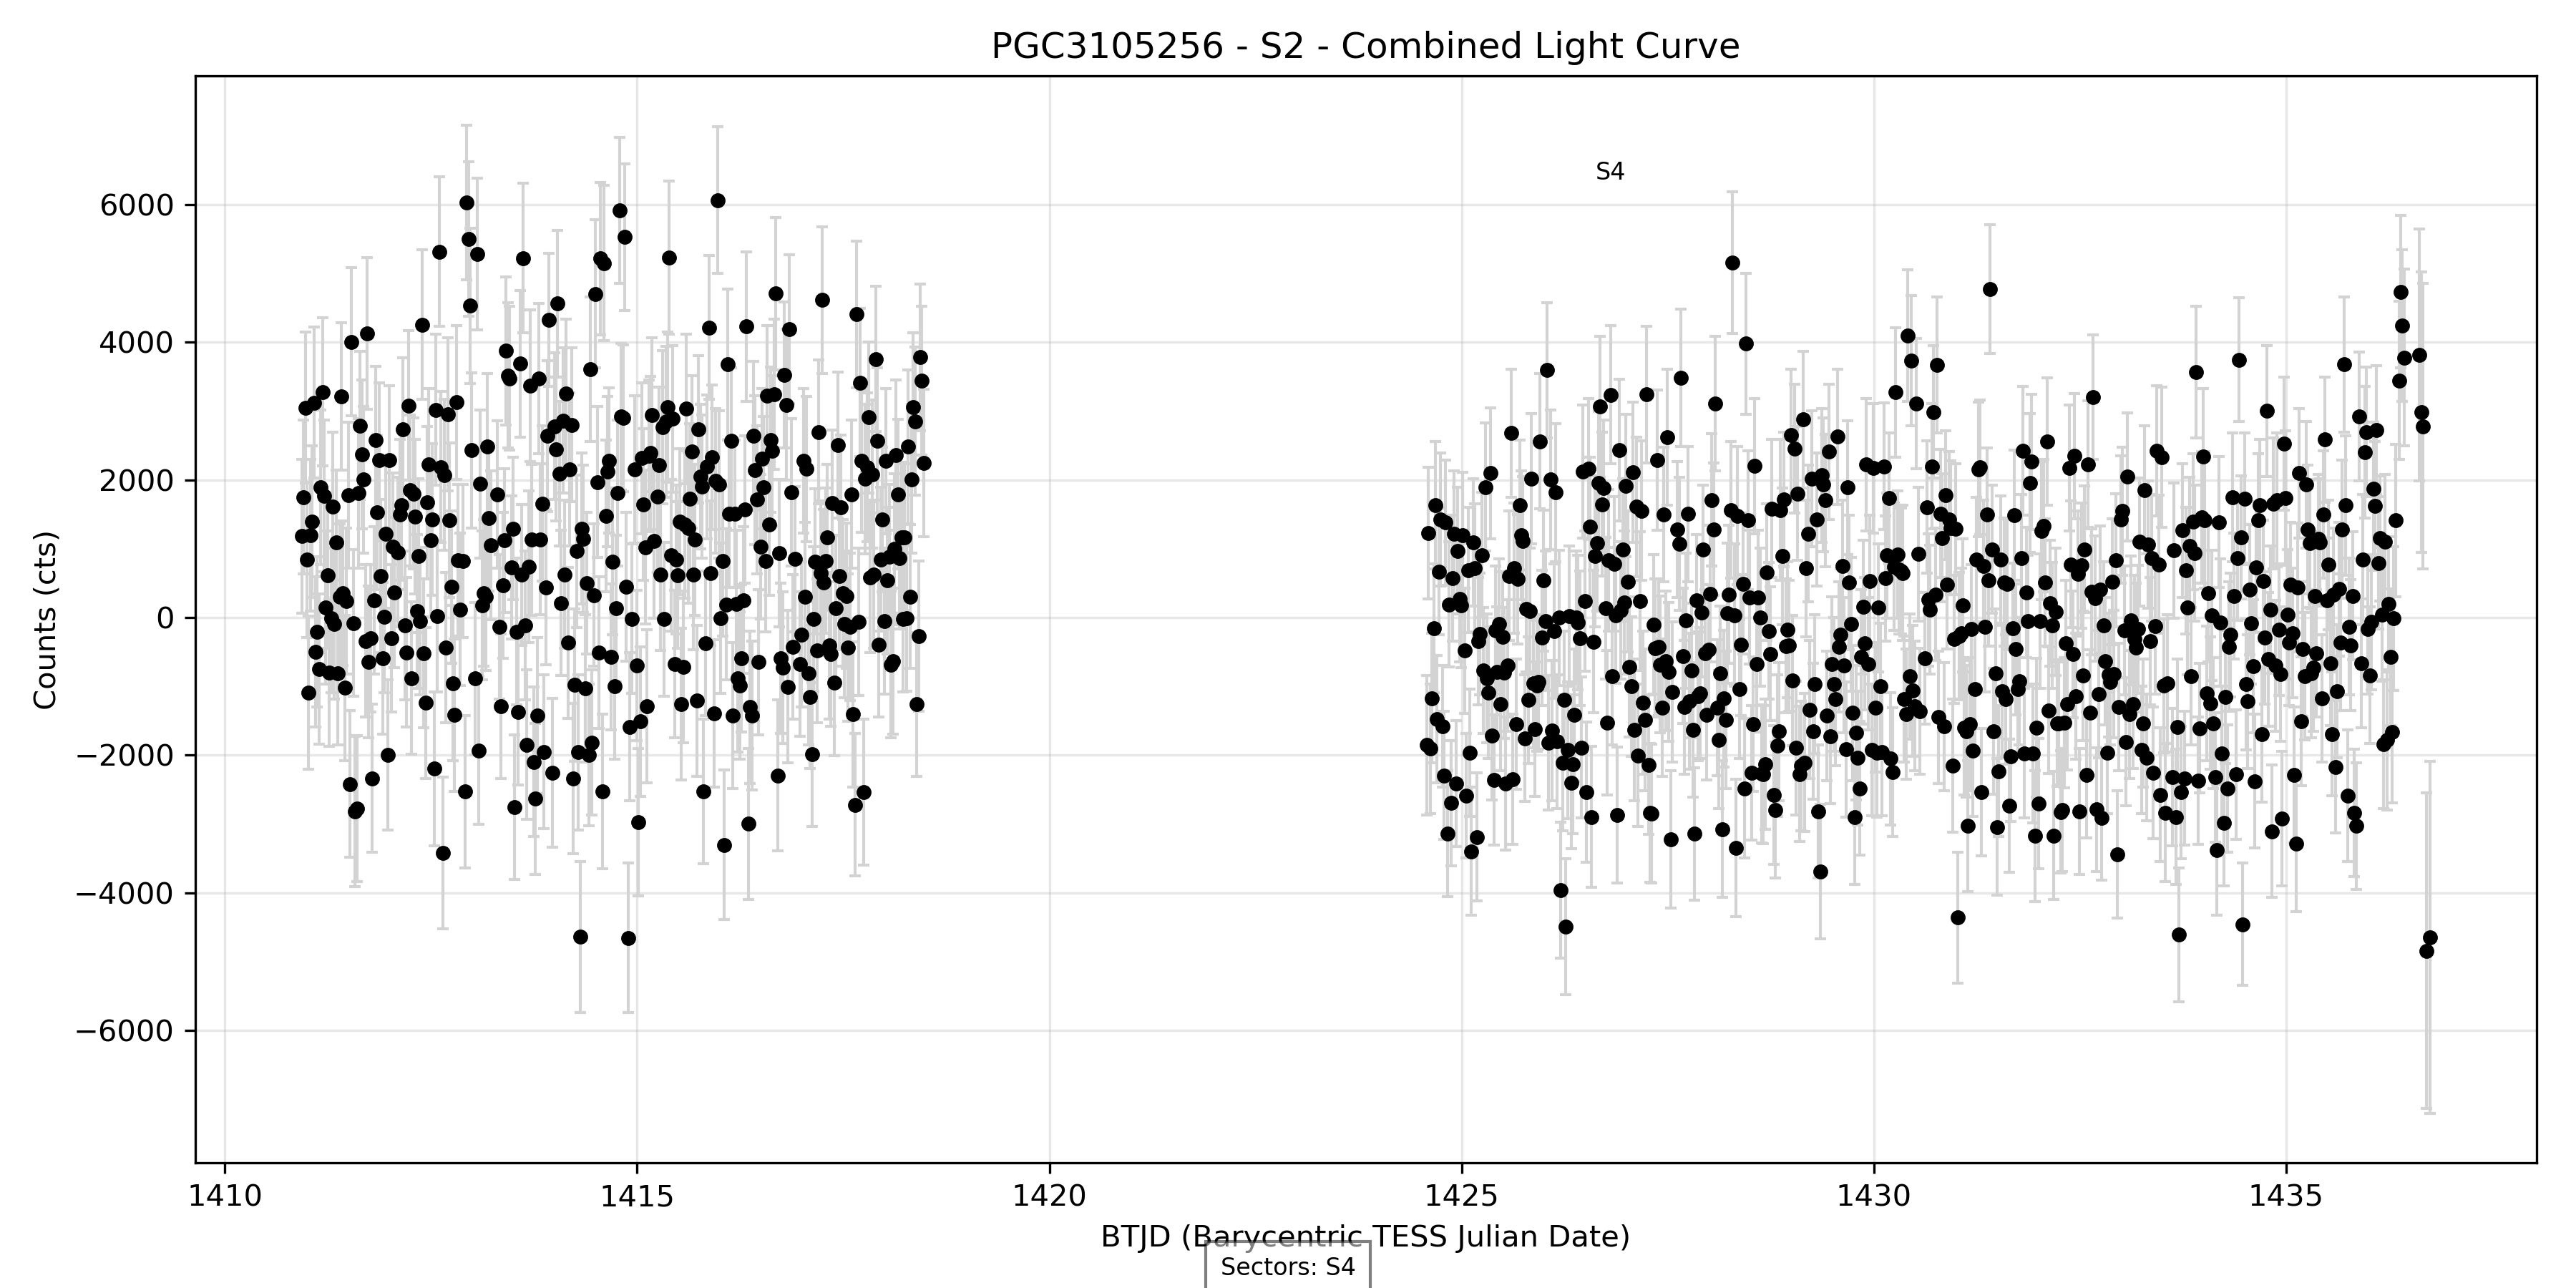 PGC3105256 - S2 - Combined Light Curve
S4
6000
4000
2000
0
−2000
−4000
−6000
Counts (cts)
1410 1415 1420 1425 1430 1435
BTJD (Barycentric TESS Julian Date)
Sectors: S4